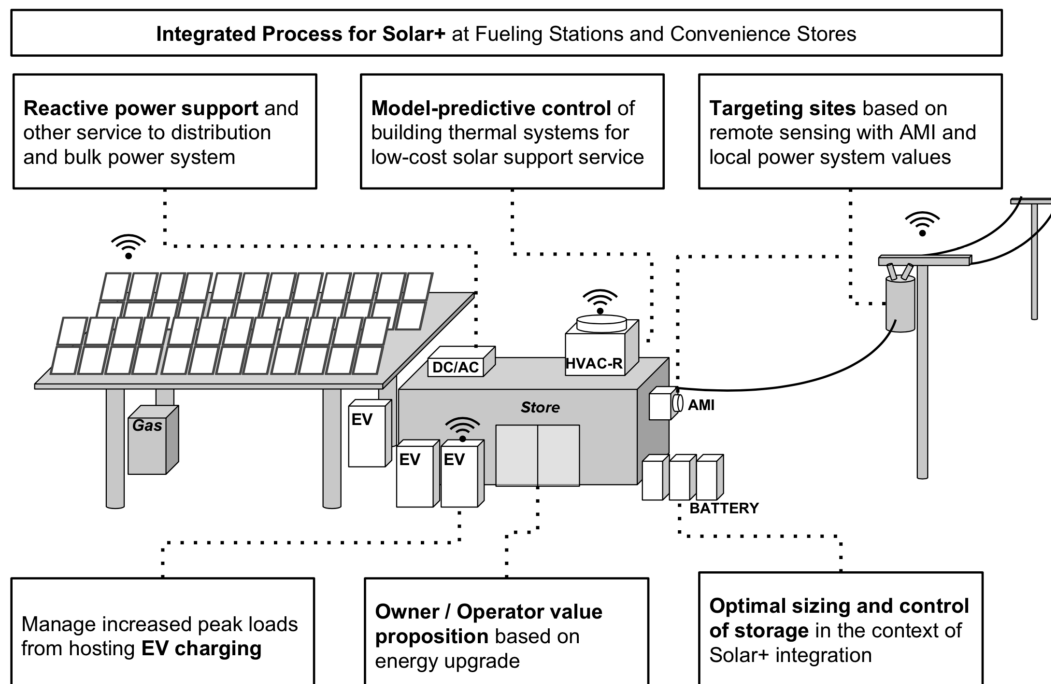 Integrated Process for Solar+ at Fueling Stations and Convenience Stores
Reactive power support and
other service to distribution
and bulk power system
Model-predictive control of
building thermal systems for
low-cost solar support service
Targeting sites based on
remote sensing with AMI and
local power system values
DC/AC
HVAC-R
Gas
EV
Store
AMI
EV
EV
BATTERY
Manage increased peak loads
from hosting EV charging
Owner / Operator value
proposition based on
energy upgrade
Optimal sizing and control
of storage in the context of
Solar+ integration